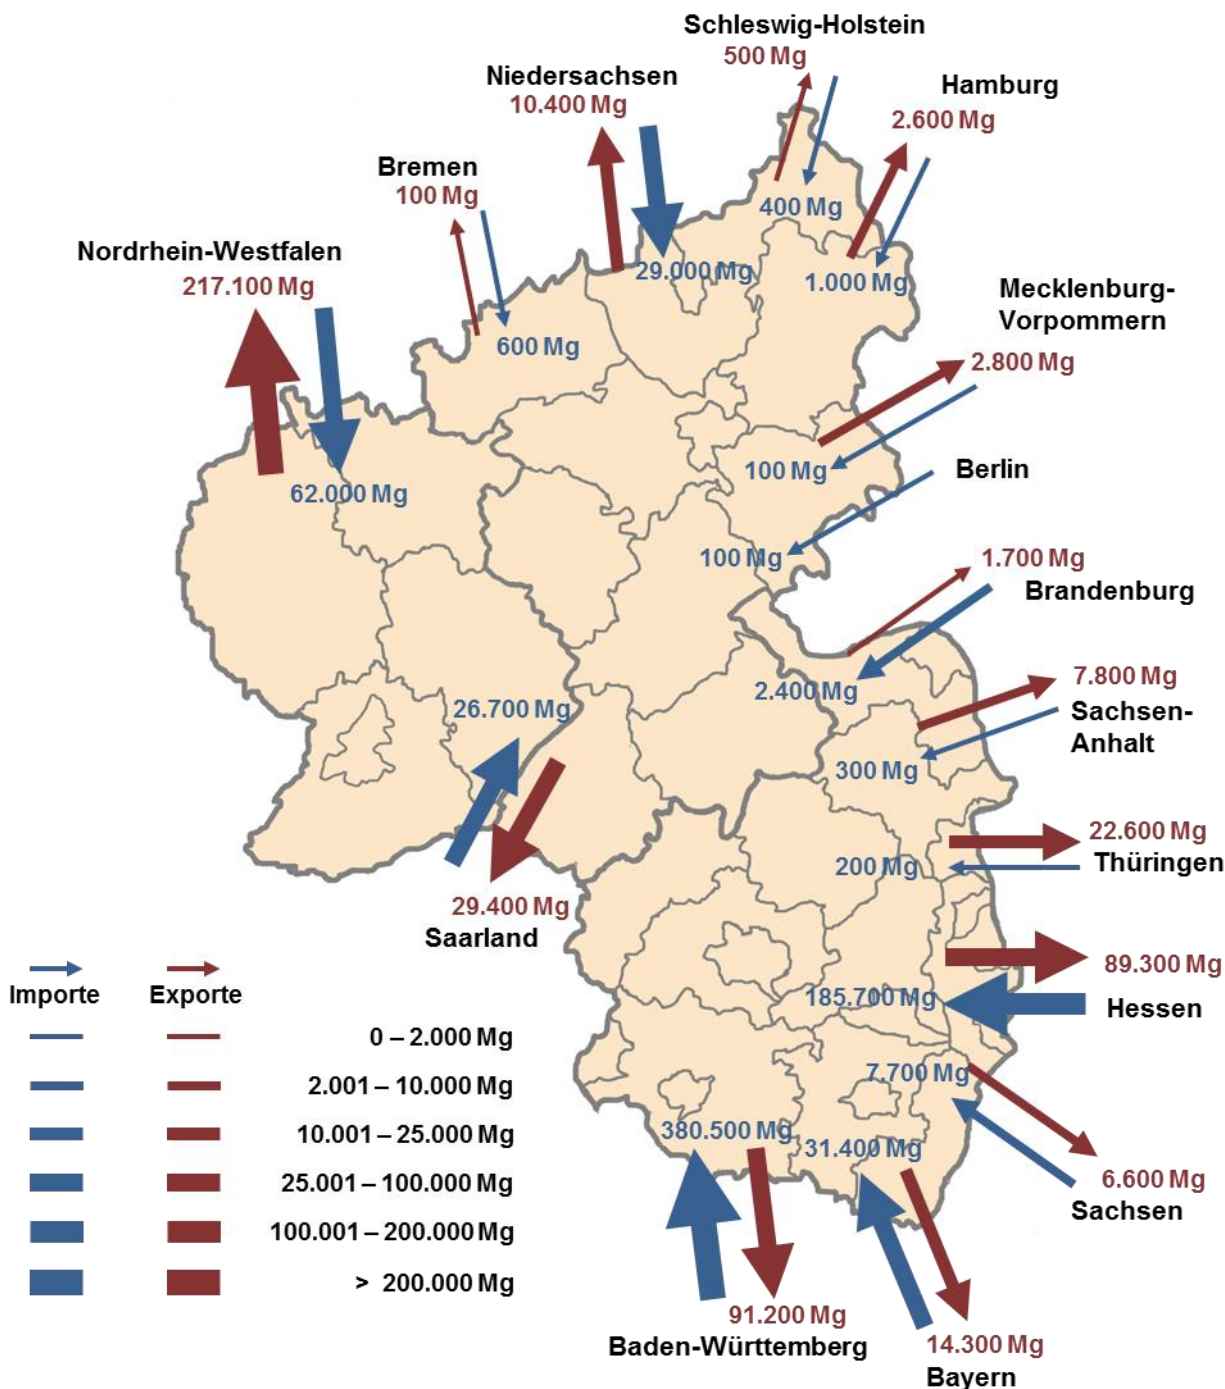 Schleswig-Holstein
500 Mg
Niedersachsen
10.400 Mg
Hamburg
2.600 Mg
Bremen
100 Mg
400 Mg
Nordrhein-Westfalen
217.100 Mg
29.000 Mg
1.000 Mg
Mecklenburg-
Vorpommern
2.800 Mg
600 Mg
62.000 Mg
100 Mg
Berlin
100 Mg
1.700 Mg
Brandenburg
2.400 Mg
7.800 Mg
Sachsen-
Anhalt
26.700 Mg
300 Mg
22.600 Mg
Thüringen
200 Mg
29.400 Mg
Saarland
89.300 Mg
Hessen
185.700 Mg
7.700 Mg
380.500 Mg
31.400 Mg
6.600 Mg
Sachsen
91.200 Mg
Baden-Württemberg
14.300 Mg
Bayern
Importe Exporte
0 – 2.000 Mg
2.001 – 10.000 Mg
10.001 – 25.000 Mg
25.001 – 100.000 Mg
100.001 – 200.000 Mg
> 200.000 Mg